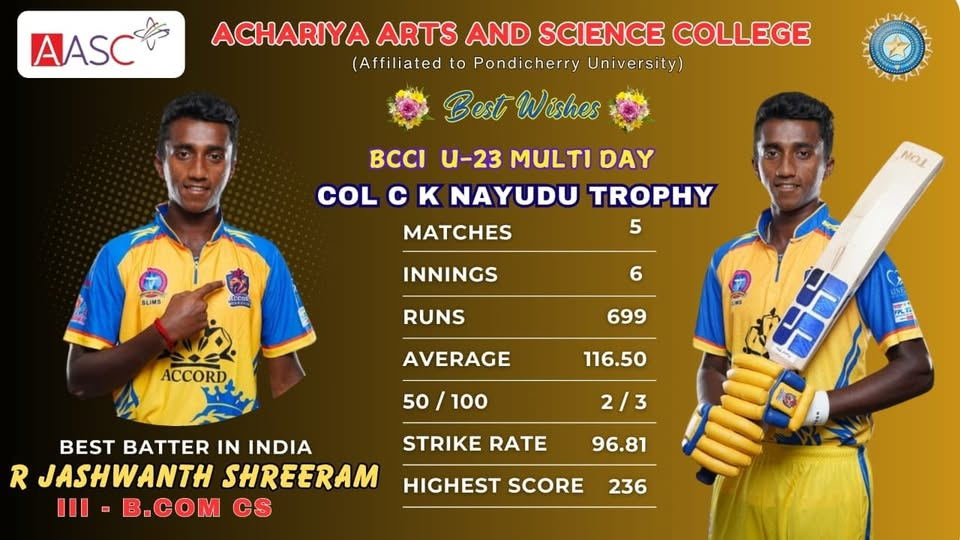 AASC
ACHARIYA ARTS AND SCIENCE COLLEGE
(Affiliated to Pondicherry University)
Best Wishes
BCCI U-23 MULTI DAY
COL C K NAYUDU TROPHY
MATCHES 5
INNINGS 6
RUNS 699
AVERAGE 116.50
50 / 100 2 / 3
STRIKE RATE 96.81
HIGHEST SCORE 236
SLIMS
ACCORD
TON
BEST BATTER IN INDIA
R JASHWANTH SHREERAM
III - B.COM CS